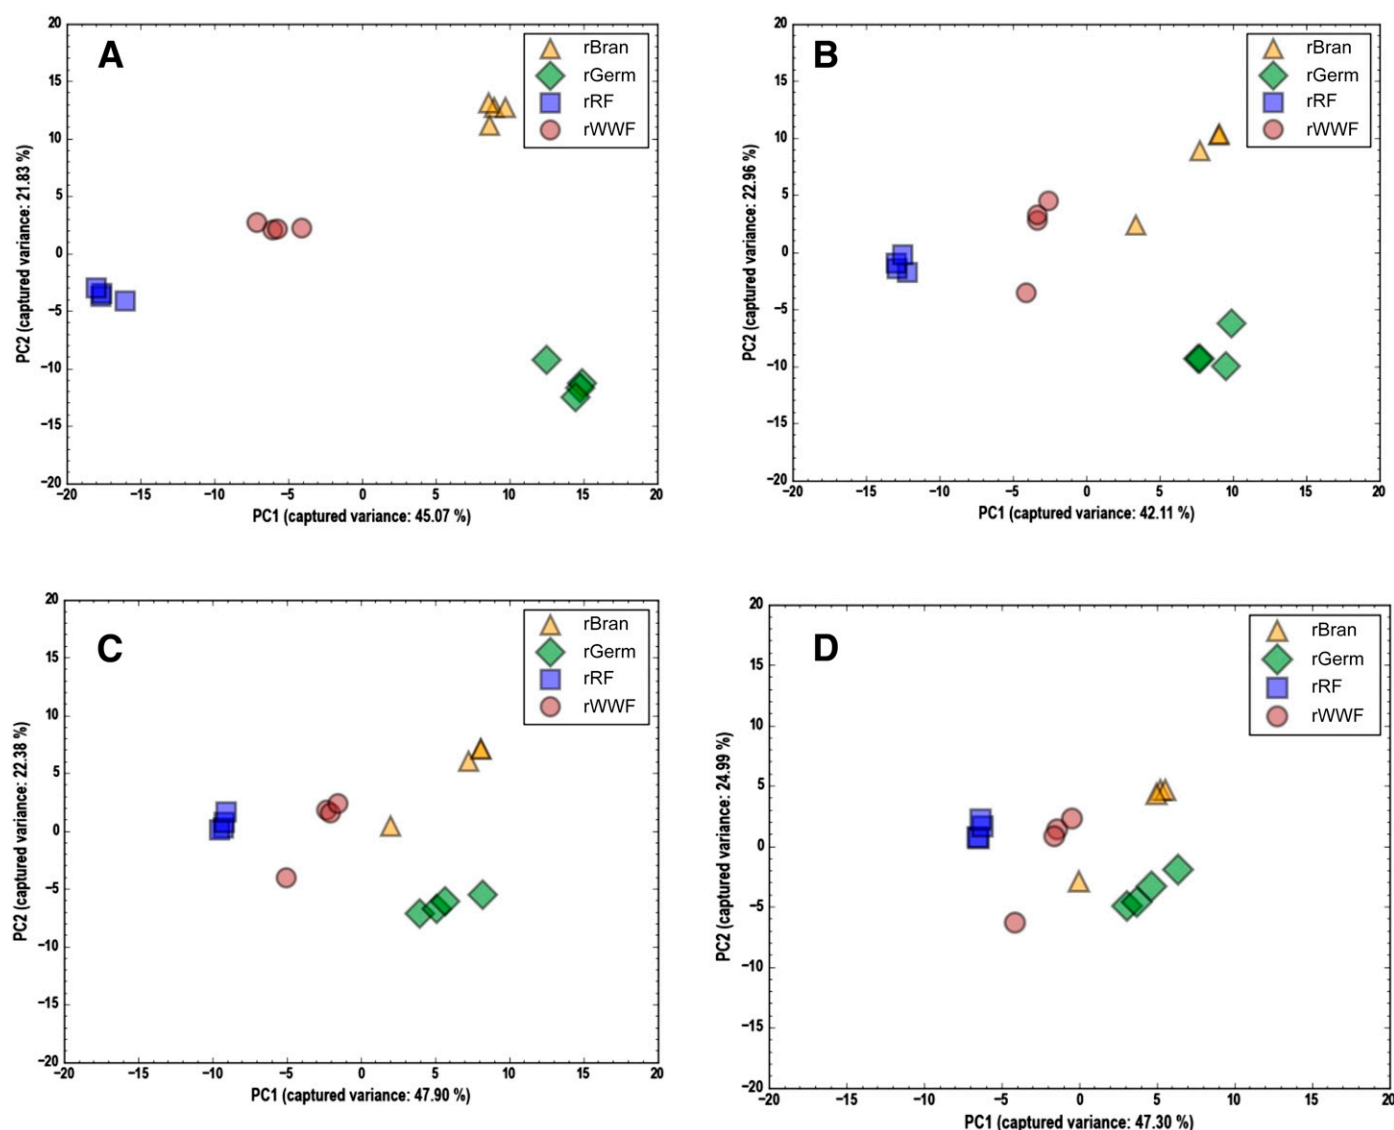 A
rBran
rGerm
rRF
rWWF
20
15
10
5
0
−5
−10
−15
−20
PC2 (captured variance: 21.83 %)
−20 −15 −10 −5 0 5 10 15 20
PC1 (captured variance: 45.07 %)
B
rBran
rGerm
rRF
rWWF
20
15
10
5
0
−5
−10
−15
−20
PC2 (captured variance: 22.96 %)
−20 −15 −10 −5 0 5 10 15 20
PC1 (captured variance: 42.11 %)
C
rBran
rGerm
rRF
rWWF
20
15
10
5
0
−5
−10
−15
−20
PC2 (captured variance: 22.38 %)
−20 −15 −10 −5 0 5 10 15 20
PC1 (captured variance: 47.90 %)
D
rBran
rGerm
rRF
rWWF
20
15
10
5
0
−5
−10
−15
−20
PC2 (captured variance: 24.99 %)
−20 −15 −10 −5 0 5 10 15 20
PC1 (captured variance: 47.30 %)